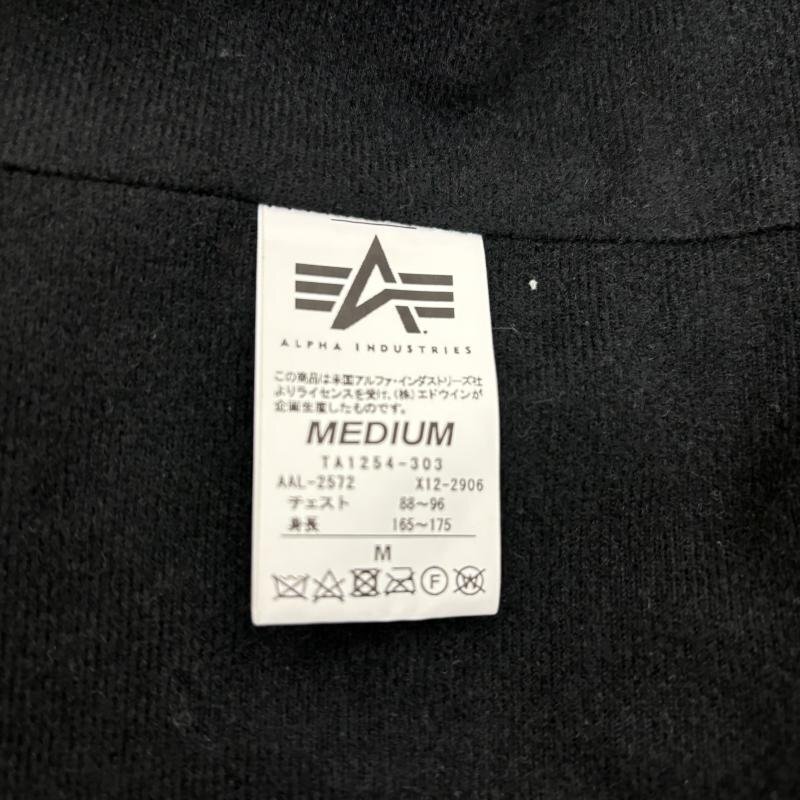 ALPHA INDUSTRIES
この商品は米国アルファ・インダストリーズ社
よりライセンスを受け、(株)エドウインが
企画生産したものです。
MEDIUM
TA1254-303
AAL-2572 X12-2906
チェスト 88〜96
身長 165〜175
M
F W